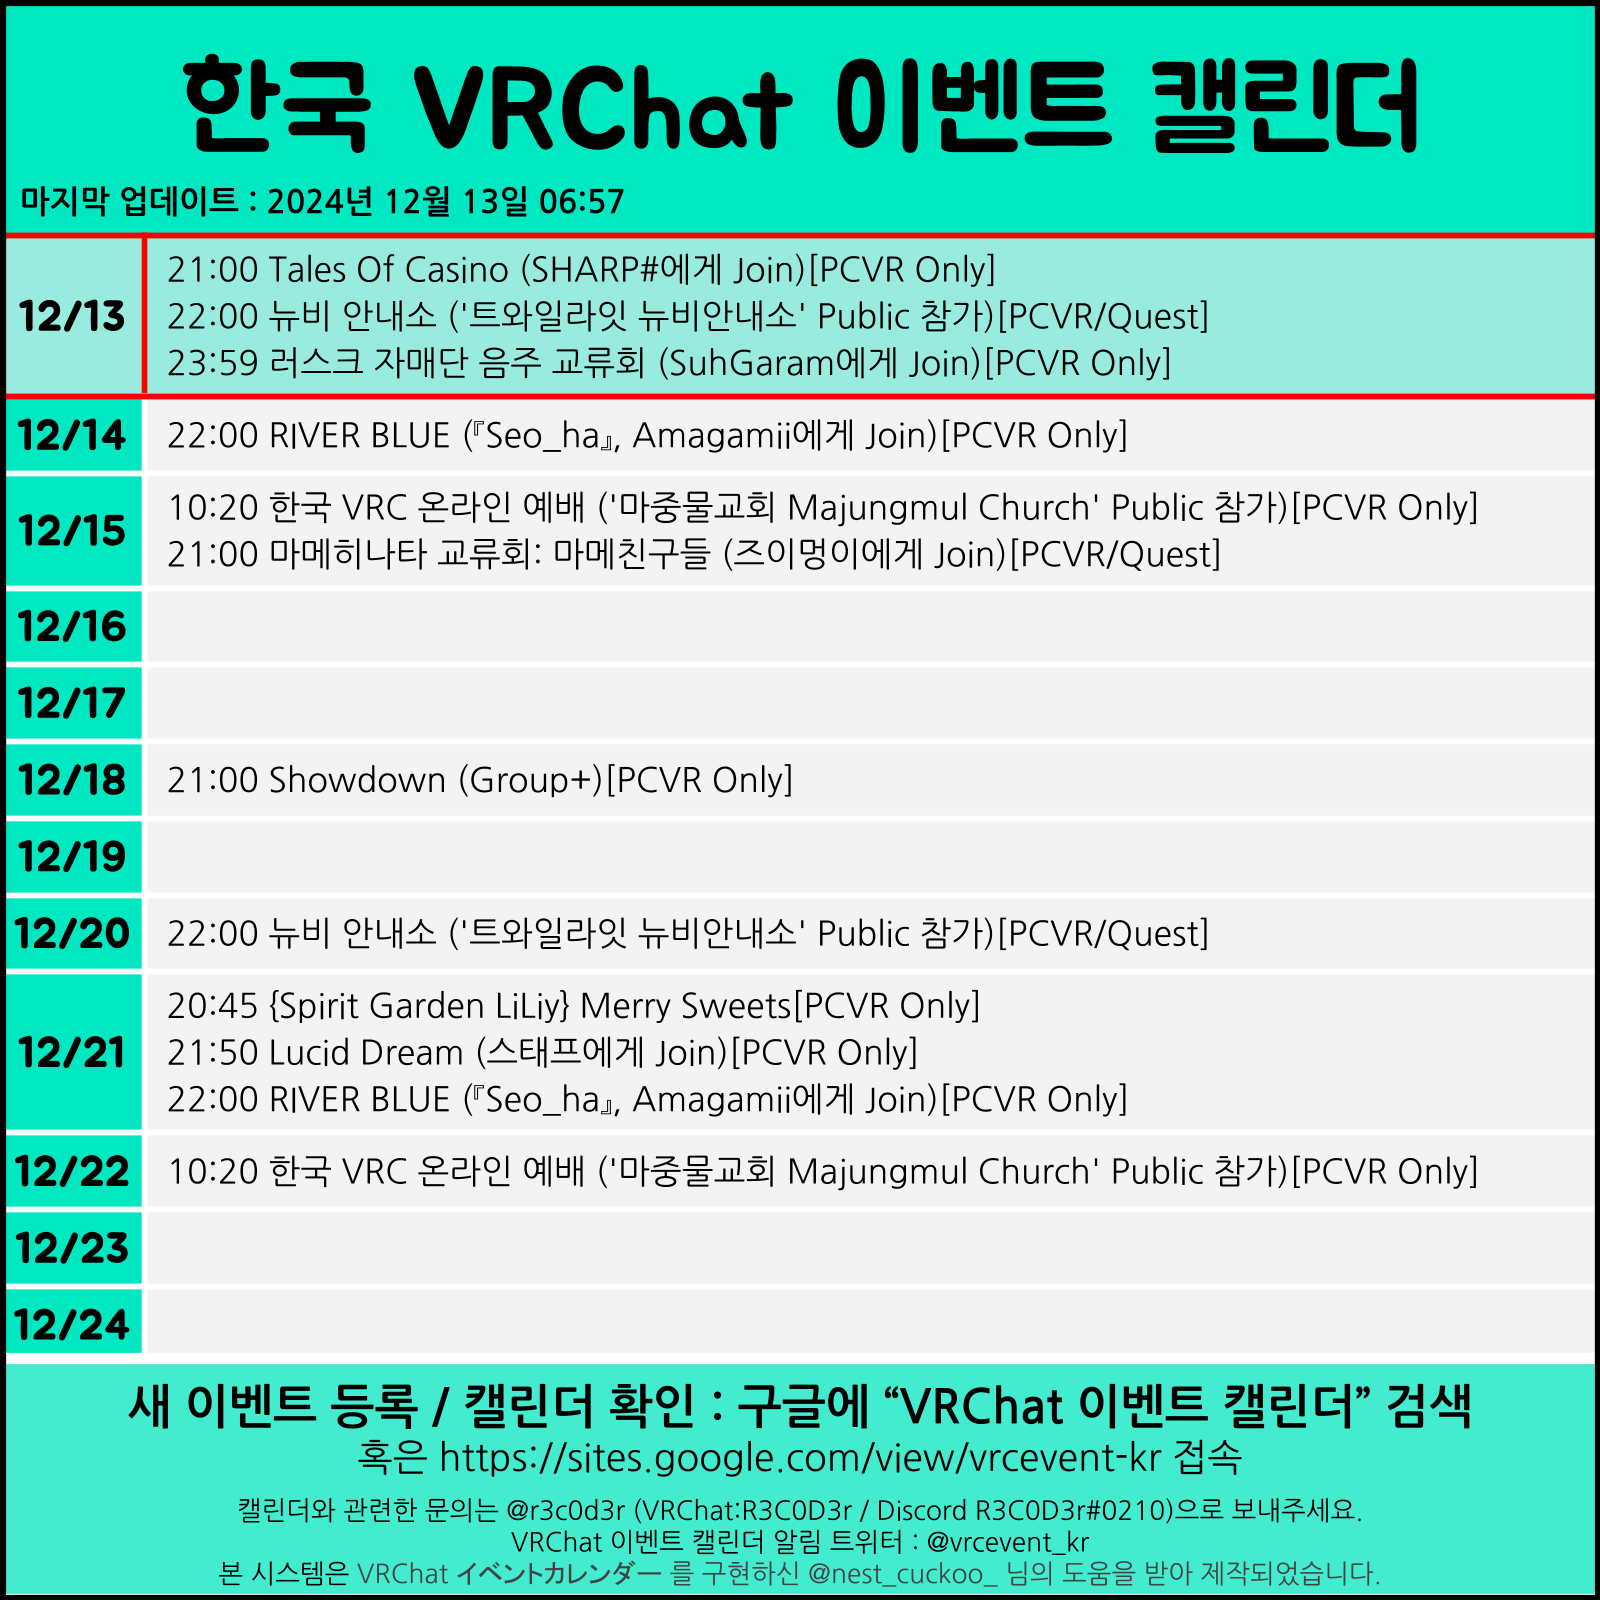 한국 VRChat 이벤트 캘린더
마지막 업데이트 : 2024년 12월 13일 06:57
12/13
21:00 Tales Of Casino (SHARP#에게 Join)[PCVR Only]
22:00 뉴비 안내소 ('트와일라잇 뉴비안내소' Public 참가)[PCVR/Quest]
23:59 러스크 자매단 음주 교류회 (SuhGaram에게 Join)[PCVR Only]
12/14
22:00 RIVER BLUE (『Seo_ha』, Amagamii에게 Join)[PCVR Only]
12/15
10:20 한국 VRC 온라인 예배 ('마중물교회 Majungmul Church' Public 참가)[PCVR Only]
21:00 마메히나타 교류회: 마메친구들 (즈이멍이에게 Join)[PCVR/Quest]
12/16
12/17
12/18
21:00 Showdown (Group+)[PCVR Only]
12/19
12/20
22:00 뉴비 안내소 ('트와일라잇 뉴비안내소' Public 참가)[PCVR/Quest]
12/21
20:45 {Spirit Garden LiLiy} Merry Sweets[PCVR Only]
21:50 Lucid Dream (스태프에게 Join)[PCVR Only]
22:00 RIVER BLUE (『Seo_ha』, Amagamii에게 Join)[PCVR Only]
12/22
10:20 한국 VRC 온라인 예배 ('마중물교회 Majungmul Church' Public 참가)[PCVR Only]
12/23
12/24
새 이벤트 등록 / 캘린더 확인 : 구글에 “VRChat 이벤트 캘린더” 검색
혹은 https://sites.google.com/view/vrcevent-kr 접속
캘린더와 관련한 문의는 @r3c0d3r (VRChat:R3C0D3r / Discord R3C0D3r#0210)으로 보내주세요.
VRChat 이벤트 캘린더 알림 트위터 : @vrcevent_kr
본 시스템은 VRChat イベントカレンダー 를 구현하신 @nest_cuckoo_ 님의 도움을 받아 제작되었습니다.